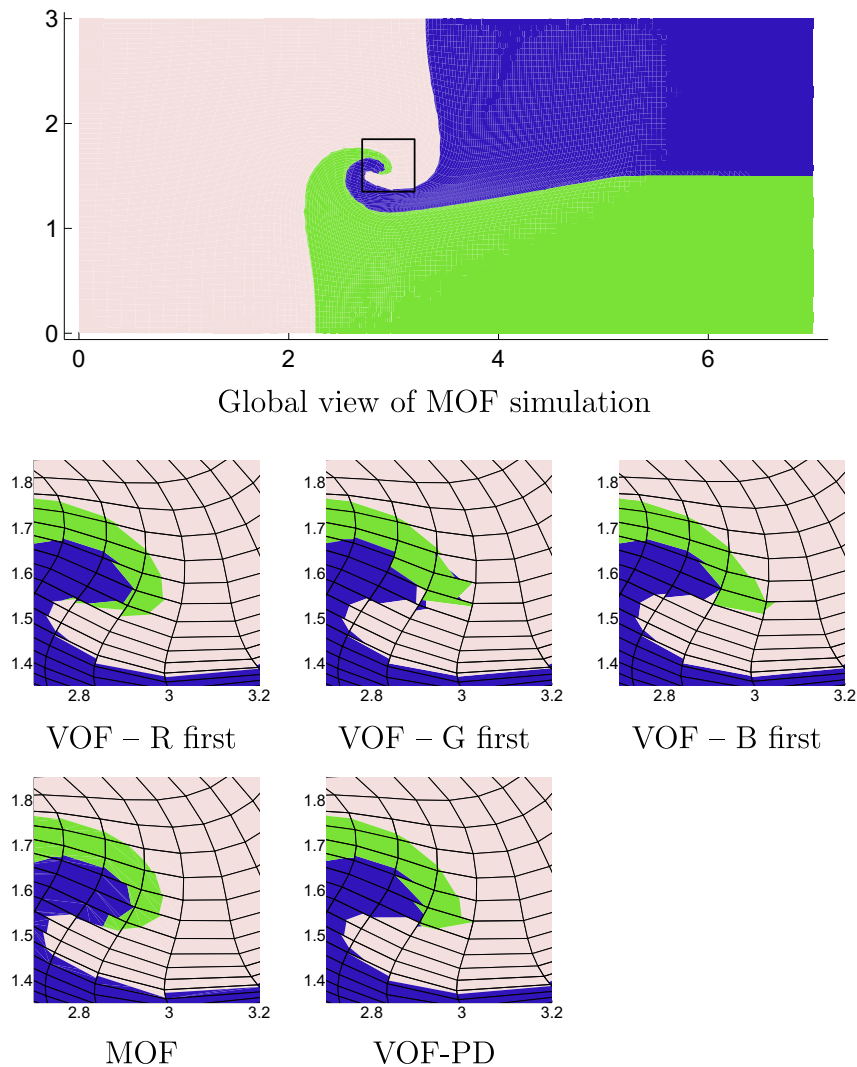 3
2
1
0
0 2 4 6
Global view of MOF simulation
1.8 1.8 1.8
1.7 1.7 1.7
1.6 1.6 1.6
1.5 1.5 1.5
1.4 1.4 1.4
2.8 3 3.2 2.8 3 3.2 2.8 3 3.2
VOF – R first VOF – G first VOF – B first
1.8 1.8
1.7 1.7
1.6 1.6
1.5 1.5
1.4 1.4
2.8 3 3.2 2.8 3 3.2
MOF VOF-PD